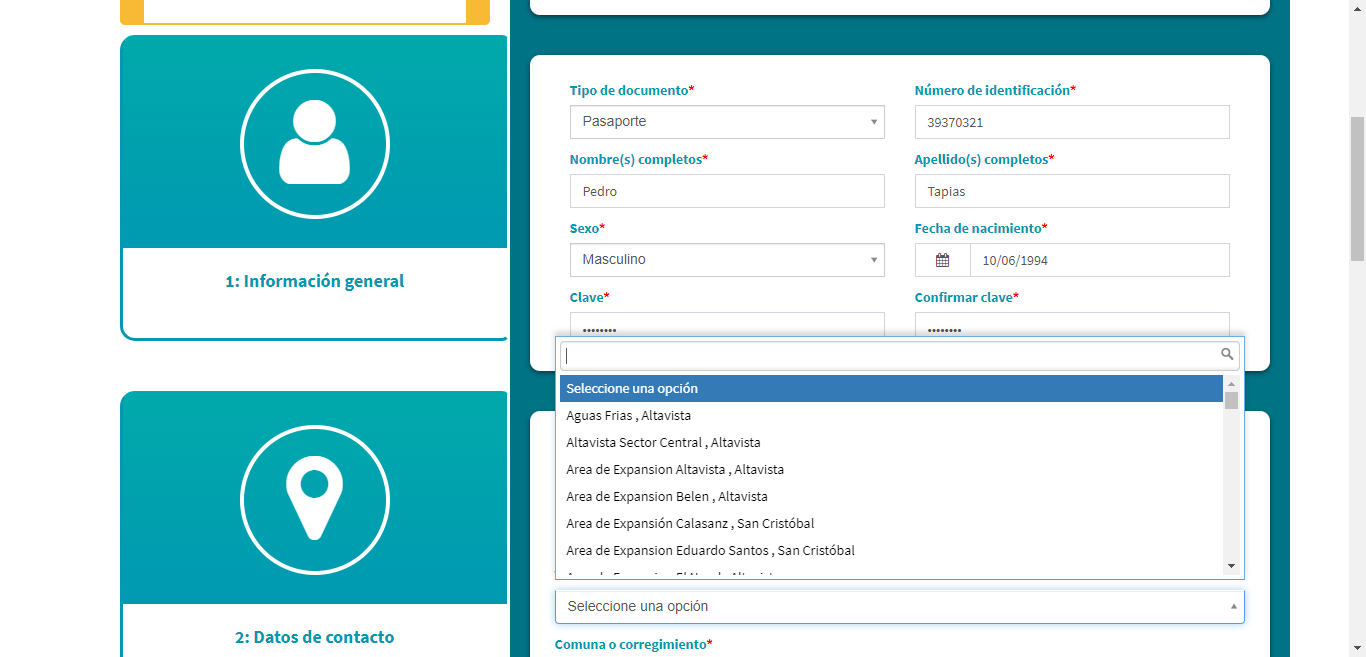 Tipo de documento*
Número de identificación*
Pasaporte
39370321
Nombre(s) completos*
Apellido(s) completos*
Pedro
Tapias
Sexo*
Fecha de nacimiento*
Masculino
10/06/1994
Clave*
Confirmar clave*
••••••••
••••••••
1: Información general
Seleccione una opción
Aguas Frias , Altavista
Altavista Sector Central , Altavista
Area de Expansion Altavista , Altavista
Area de Expansion Belen , Altavista
Area de Expansión Calasanz , San Cristóbal
Area de Expansion Eduardo Santos , San Cristóbal
Seleccione una opción
Comuna o corregimiento*
2: Datos de contacto